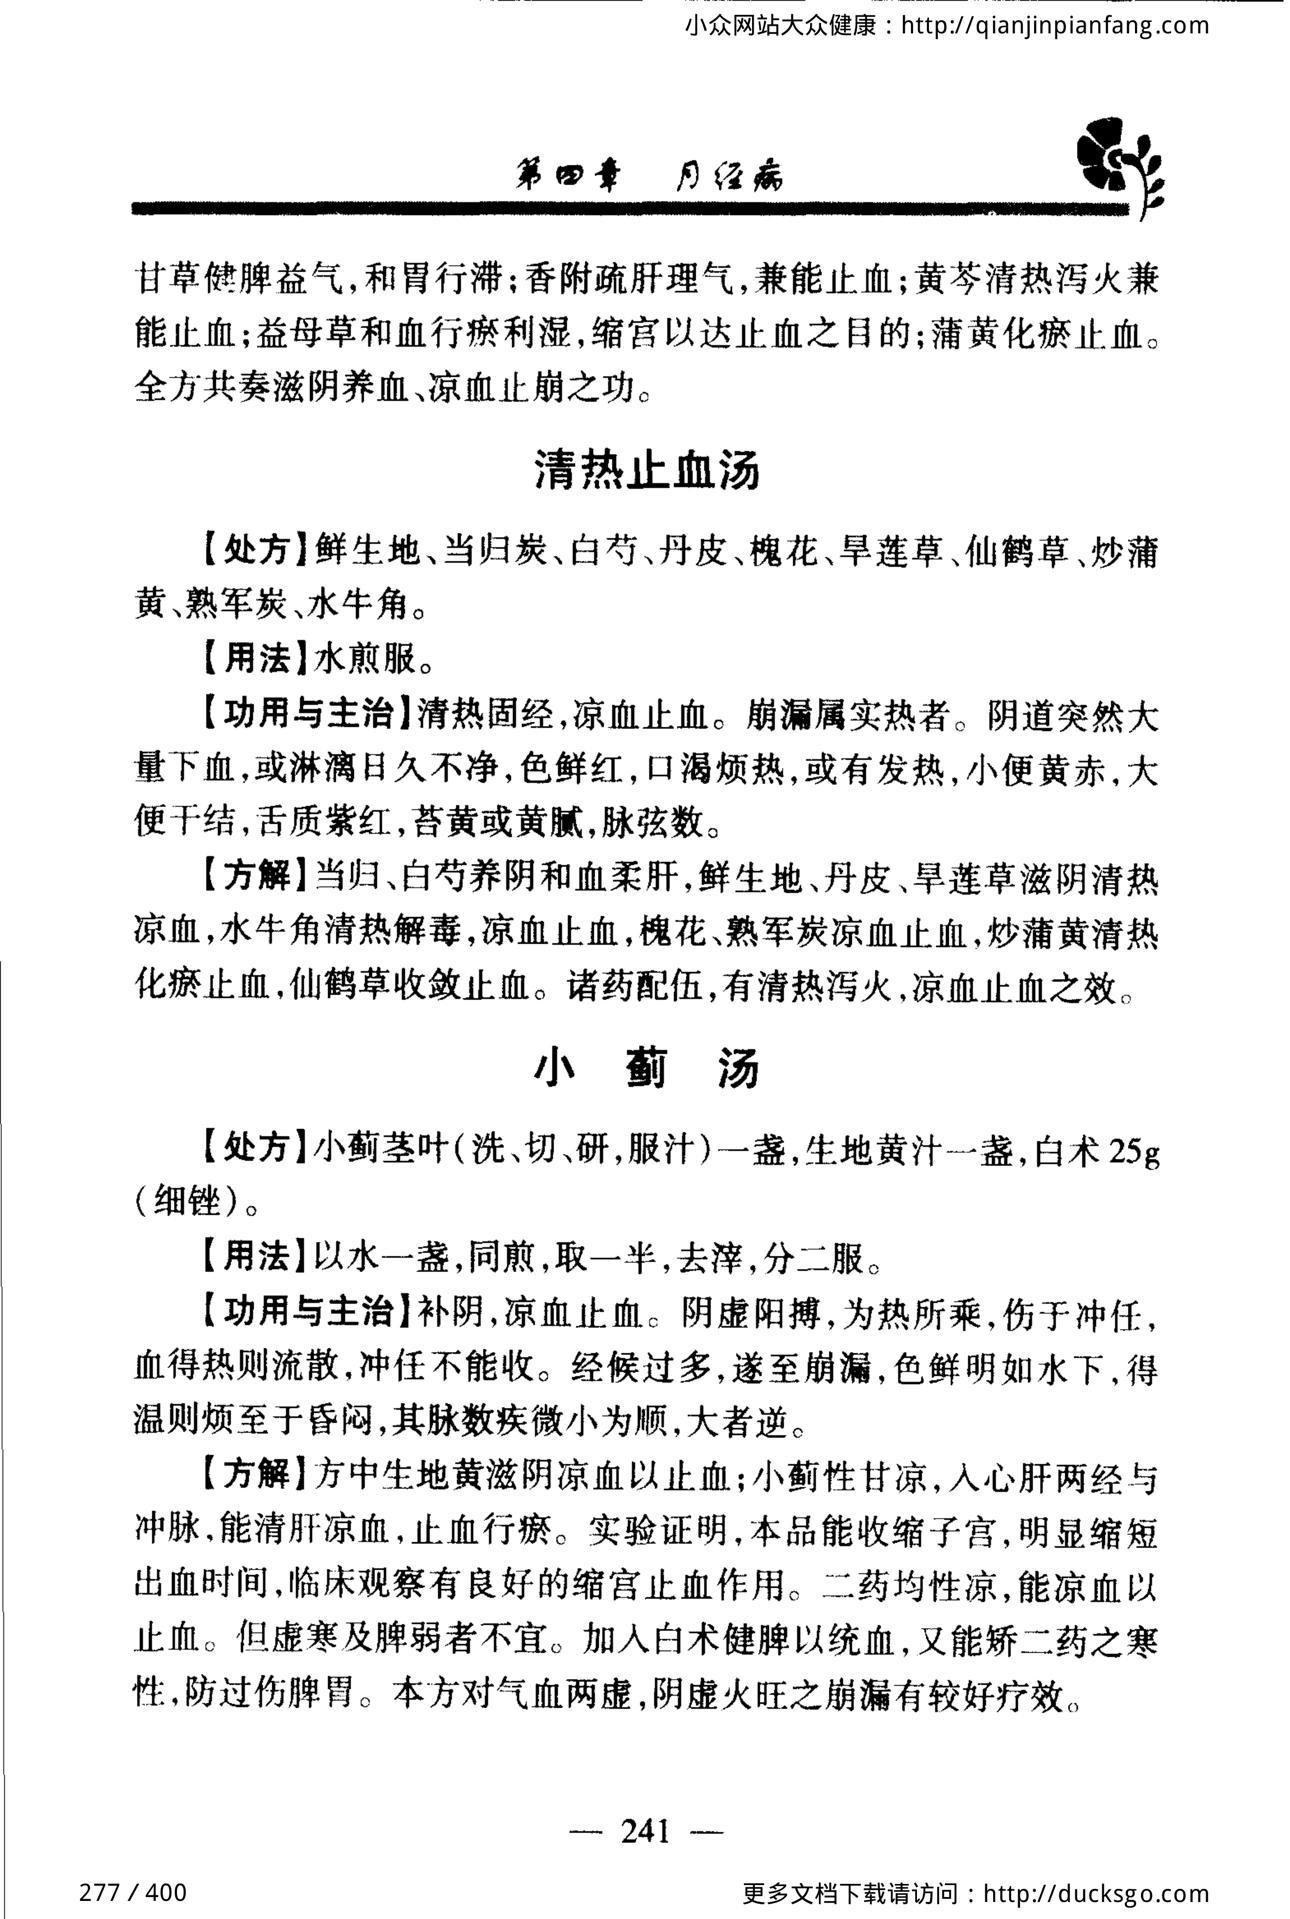 小众网站大众健康：http://qianjinpianfang.com
第四章 月经病
甘草健脾益气,和胃行滞;香附疏肝理气,兼能止血;黄芩清热泻火兼
能止血;益母草和血行瘀利湿,缩宫以达止血之目的;蒲黄化瘀止血。
全方共奏滋阴养血、凉血止崩之功。
清热止血汤
【处方】鲜生地、当归炭、白芍、丹皮、槐花、旱莲草、仙鹤草、炒蒲
黄、熟军炭、水牛角。
【用法】水煎服。
【功用与主治】清热固经,凉血止血。崩漏属实热者。阴道突然大
量下血,或淋漓日久不净,色鲜红,口渴烦热,或有发热,小便黄赤,大
便干结,舌质紫红,苔黄或黄腻,脉弦数。
【方解】当归、白芍养阴和血柔肝,鲜生地、丹皮、旱莲草滋阴清热
凉血,水牛角清热解毒,凉血止血,槐花、熟军炭凉血止血,炒蒲黄清热
化瘀止血,仙鹤草收敛止血。诸药配伍,有清热泻火,凉血止血之效。
小蓟汤
【处方】小蓟茎叶(洗、切、研,服汁)一盏,生地黄汁一盏,白术 25g
(细锉)。
【用法】以水一盏,同煎,取一半,去滓,分二服。
【功用与主治】补阴,凉血止血。阴虚阳搏,为热所乘,伤于冲任,
血得热则流散,冲任不能收。经候过多,遂至崩漏,色鲜明如水下,得
温则烦至于昏闷,其脉数疾微小为顺,大者逆。
【方解】方中生地黄滋阴凉血以止血;小蓟性甘凉,入心肝两经与
冲脉,能清肝凉血,止血行瘀。实验证明,本品能收缩子宫,明显缩短
出血时间,临床观察有良好的缩宫止血作用。二药均性凉,能凉血以
止血。但虚寒及脾弱者不宜。加入白术健脾以统血,又能矫二药之寒
性,防过伤脾胃。本方对气血两虚,阴虚火旺之崩漏有较好疗效。
— 241 —
277 / 400
更多文档下载请访问：http://ducksgo.com